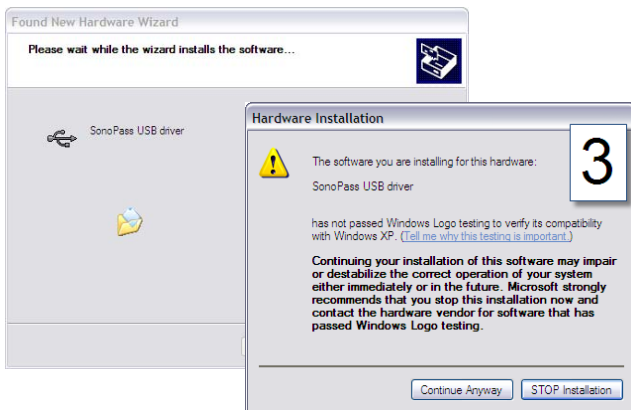 Found New Hardware Wizard
Please wait while the wizard installs the software...
SonoPass USB driver
Hardware Installation
3
The software you are installing for this hardware:
SonoPass USB driver
has not passed Windows Logo testing to verify its compatibility
with Windows XP. (Tell me why this testing is important.)
Continuing your installation of this software may impair
or destabilize the correct operation of your system
either immediately or in the future. Microsoft strongly
recommends that you stop this installation now and
contact the hardware vendor for software that has
passed Windows Logo testing.
Continue Anyway
STOP Installation